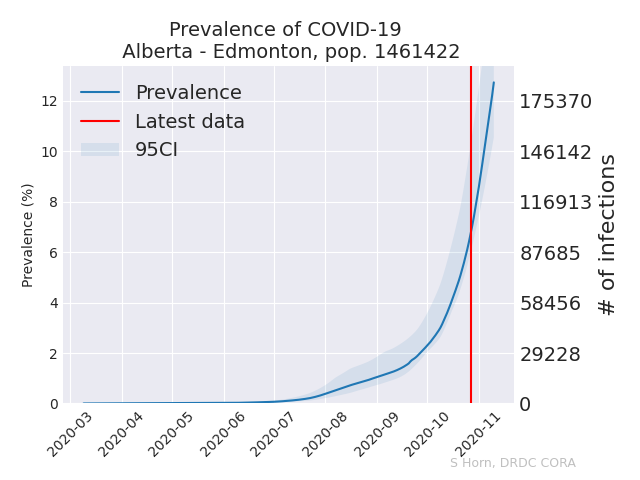 Prevalence of COVID-19
Alberta - Edmonton, pop. 1461422
Prevalence
Latest data
95CI
Prevalence (%)
12
10
8
6
4
2
0
175370
146142
116913
87685
58456
29228
0
# of infections
2020-03
2020-04
2020-05
2020-06
2020-07
2020-08
2020-09
2020-10
2020-11
S Horn, DRDC CORA